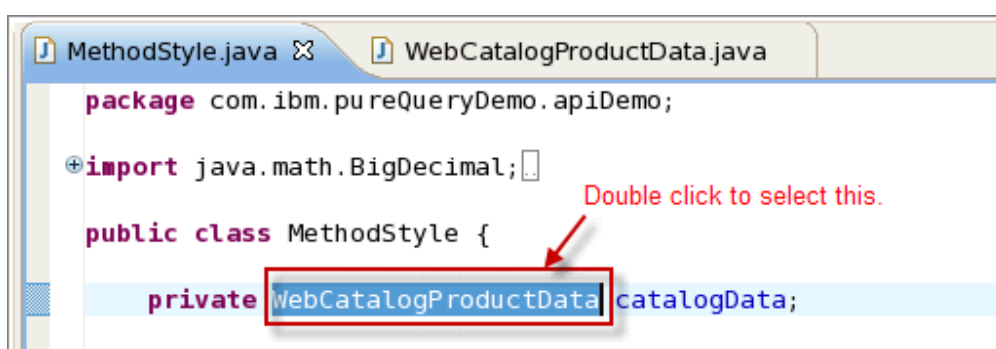 MethodStyle.java WebCatalogProductData.java
package com.ibm.pureQueryDemo.apiDemo;
import java.math.BigDecimal;
Double click to select this.
public class MethodStyle {
private WebCatalogProductData catalogData;